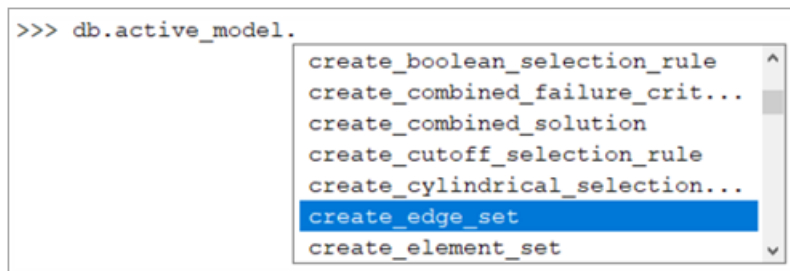 >>> db.active_model.
create_boolean_selection_rule
create_combined_failure_crit...
create_combined_solution
create_cutoff_selection_rule
create_cylindrical_selection...
create_edge_set
create_element_set